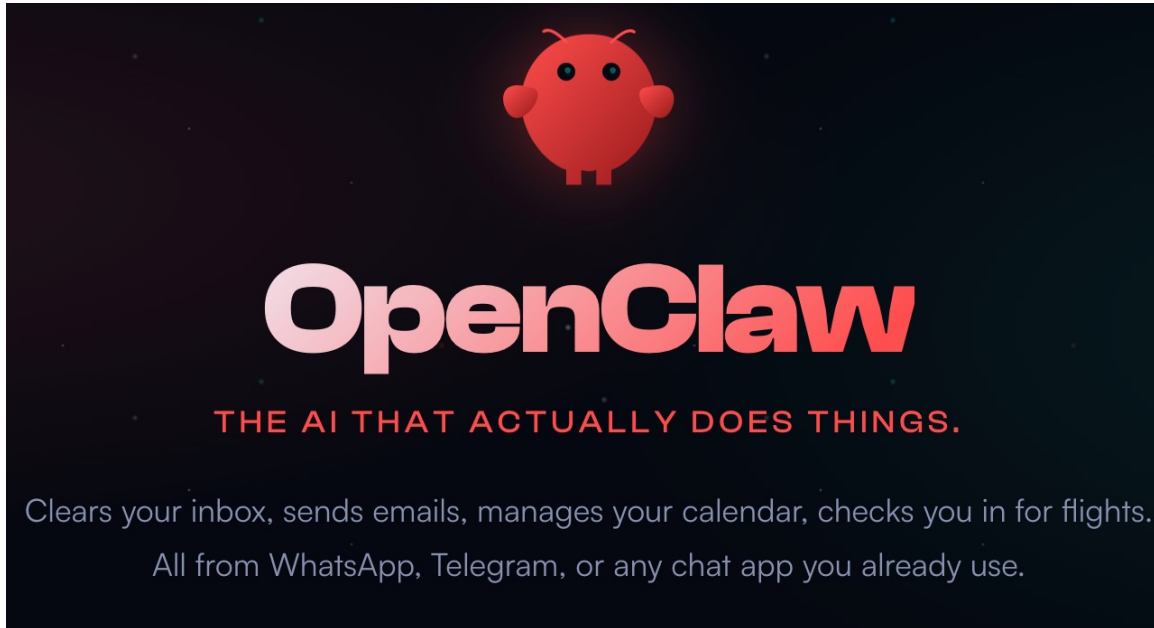 OpenClaw
THE AI THAT ACTUALLY DOES THINGS.
Clears your inbox, sends emails, manages your calendar, checks you in for flights.
All from WhatsApp, Telegram, or any chat app you already use.